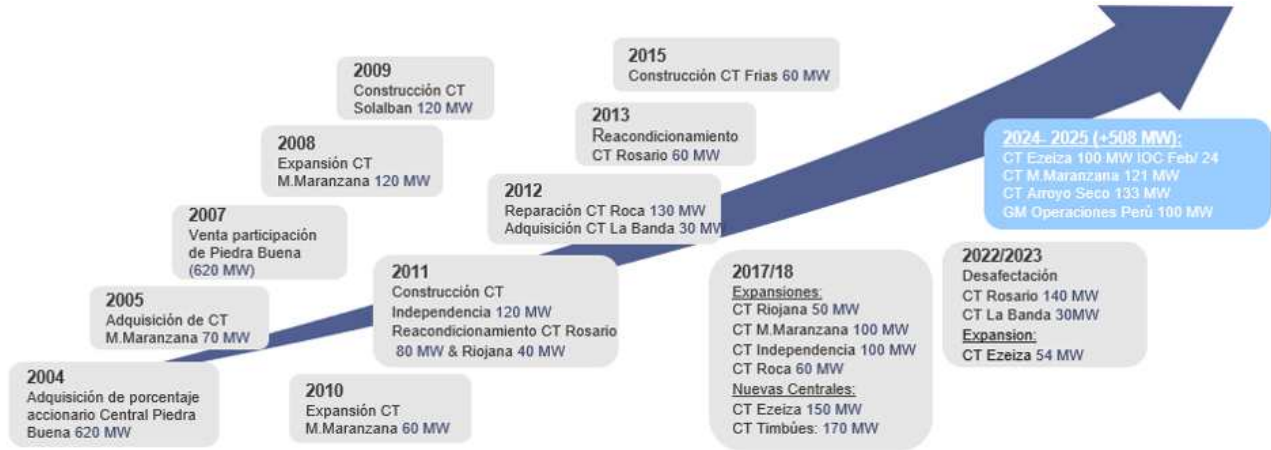 2004
Adquisición de porcentaje
accionario Central Piedra
Buena 620 MW
2005
Adquisición de CT
M.Maranzana 70 MW
2007
Venta participación
de Piedra Buena
(620 MW)
2008
Expansión CT
M.Maranzana 120 MW
2009
Construcción CT
Solalban 120 MW
2010
Expansión CT
M.Maranzana 60 MW
2011
Construcción CT
Independencia 120 MW
Reacondicionamiento CT Rosario
80 MW & Riojana 40 MW
2012
Reparación CT Roca 130 MW
Adquisición CT La Banda 30 MW
2013
Reacondicionamiento
CT Rosario 60 MW
2015
Construcción CT Frias 60 MW
2017/18
Expansiones:
CT Riojana 50 MW
CT M.Maranzana 100 MW
CT Independencia 100 MW
CT Roca 60 MW
Nuevas Centrales:
CT Ezeiza 150 MW
CT Timbúes: 170 MW
2022/2023
Desafectación
CT Rosario 140 MW
CT La Banda 30MW
Expansion:
CT Ezeiza 54 MW
2024- 2025 (+508 MW):
CT Ezeiza 100 MW IOC Feb/ 24
CT M.Maranzana 121 MW
CT Arroyo Seco 133 MW
GM Operaciones Perú 100 MW